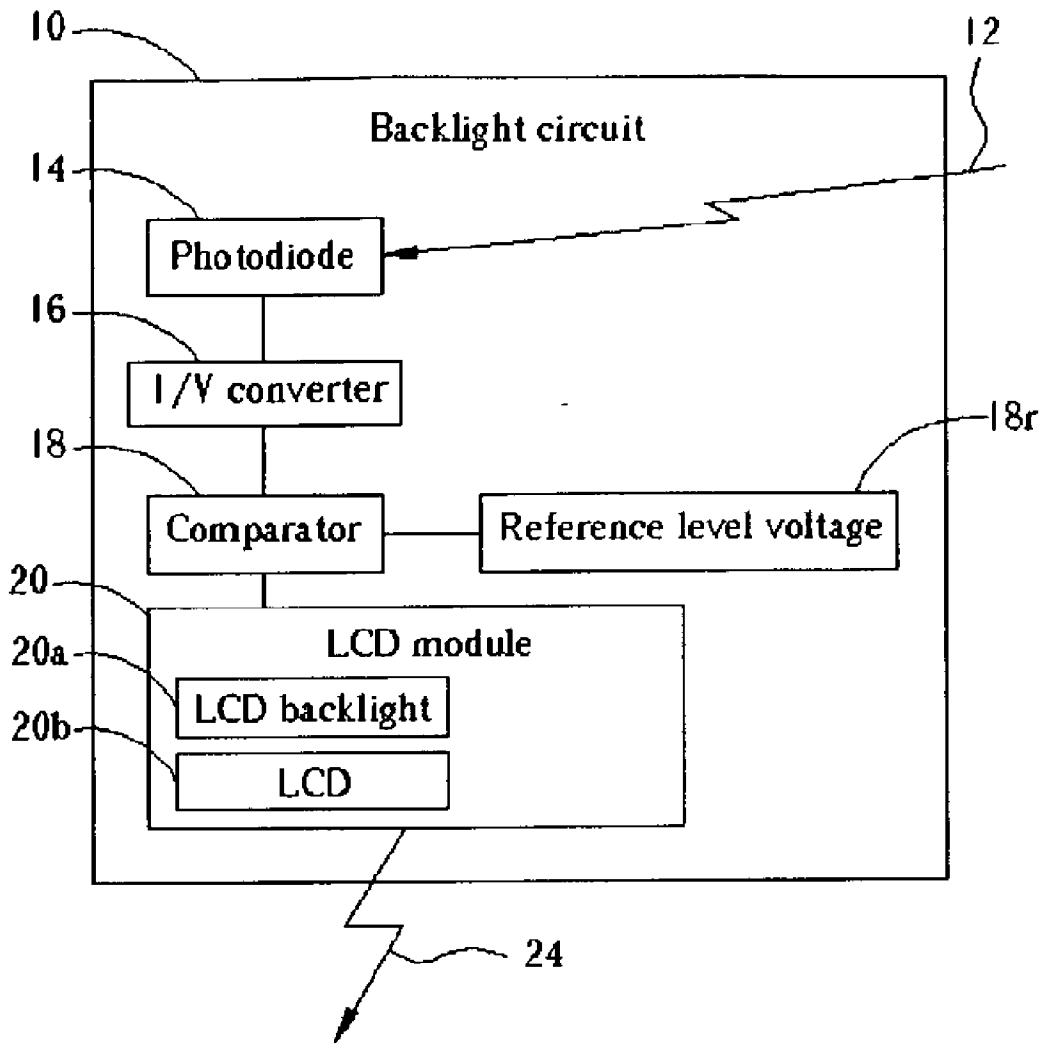 10
12
Backlight circuit
14
Photodiode
16
I/V converter
18r
18
Comparator
Reference level voltage
20
LCD module
20a
LCD backlight
20b
LCD
24